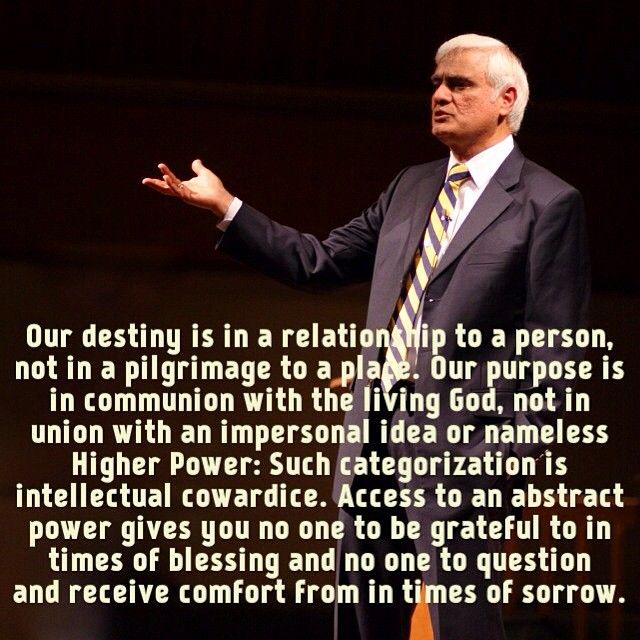 Our destiny is in a relationship to a person,
not in a pilgrimage to a place. Our purpose is
in communion with the living God, not in
union with an impersonal idea or nameless
Higher Power: Such categorization is
intellectual cowardice. Access to an abstract
power gives you no one to be grateful to in
times of blessing and no one to question
and receive comfort from in times of sorrow.